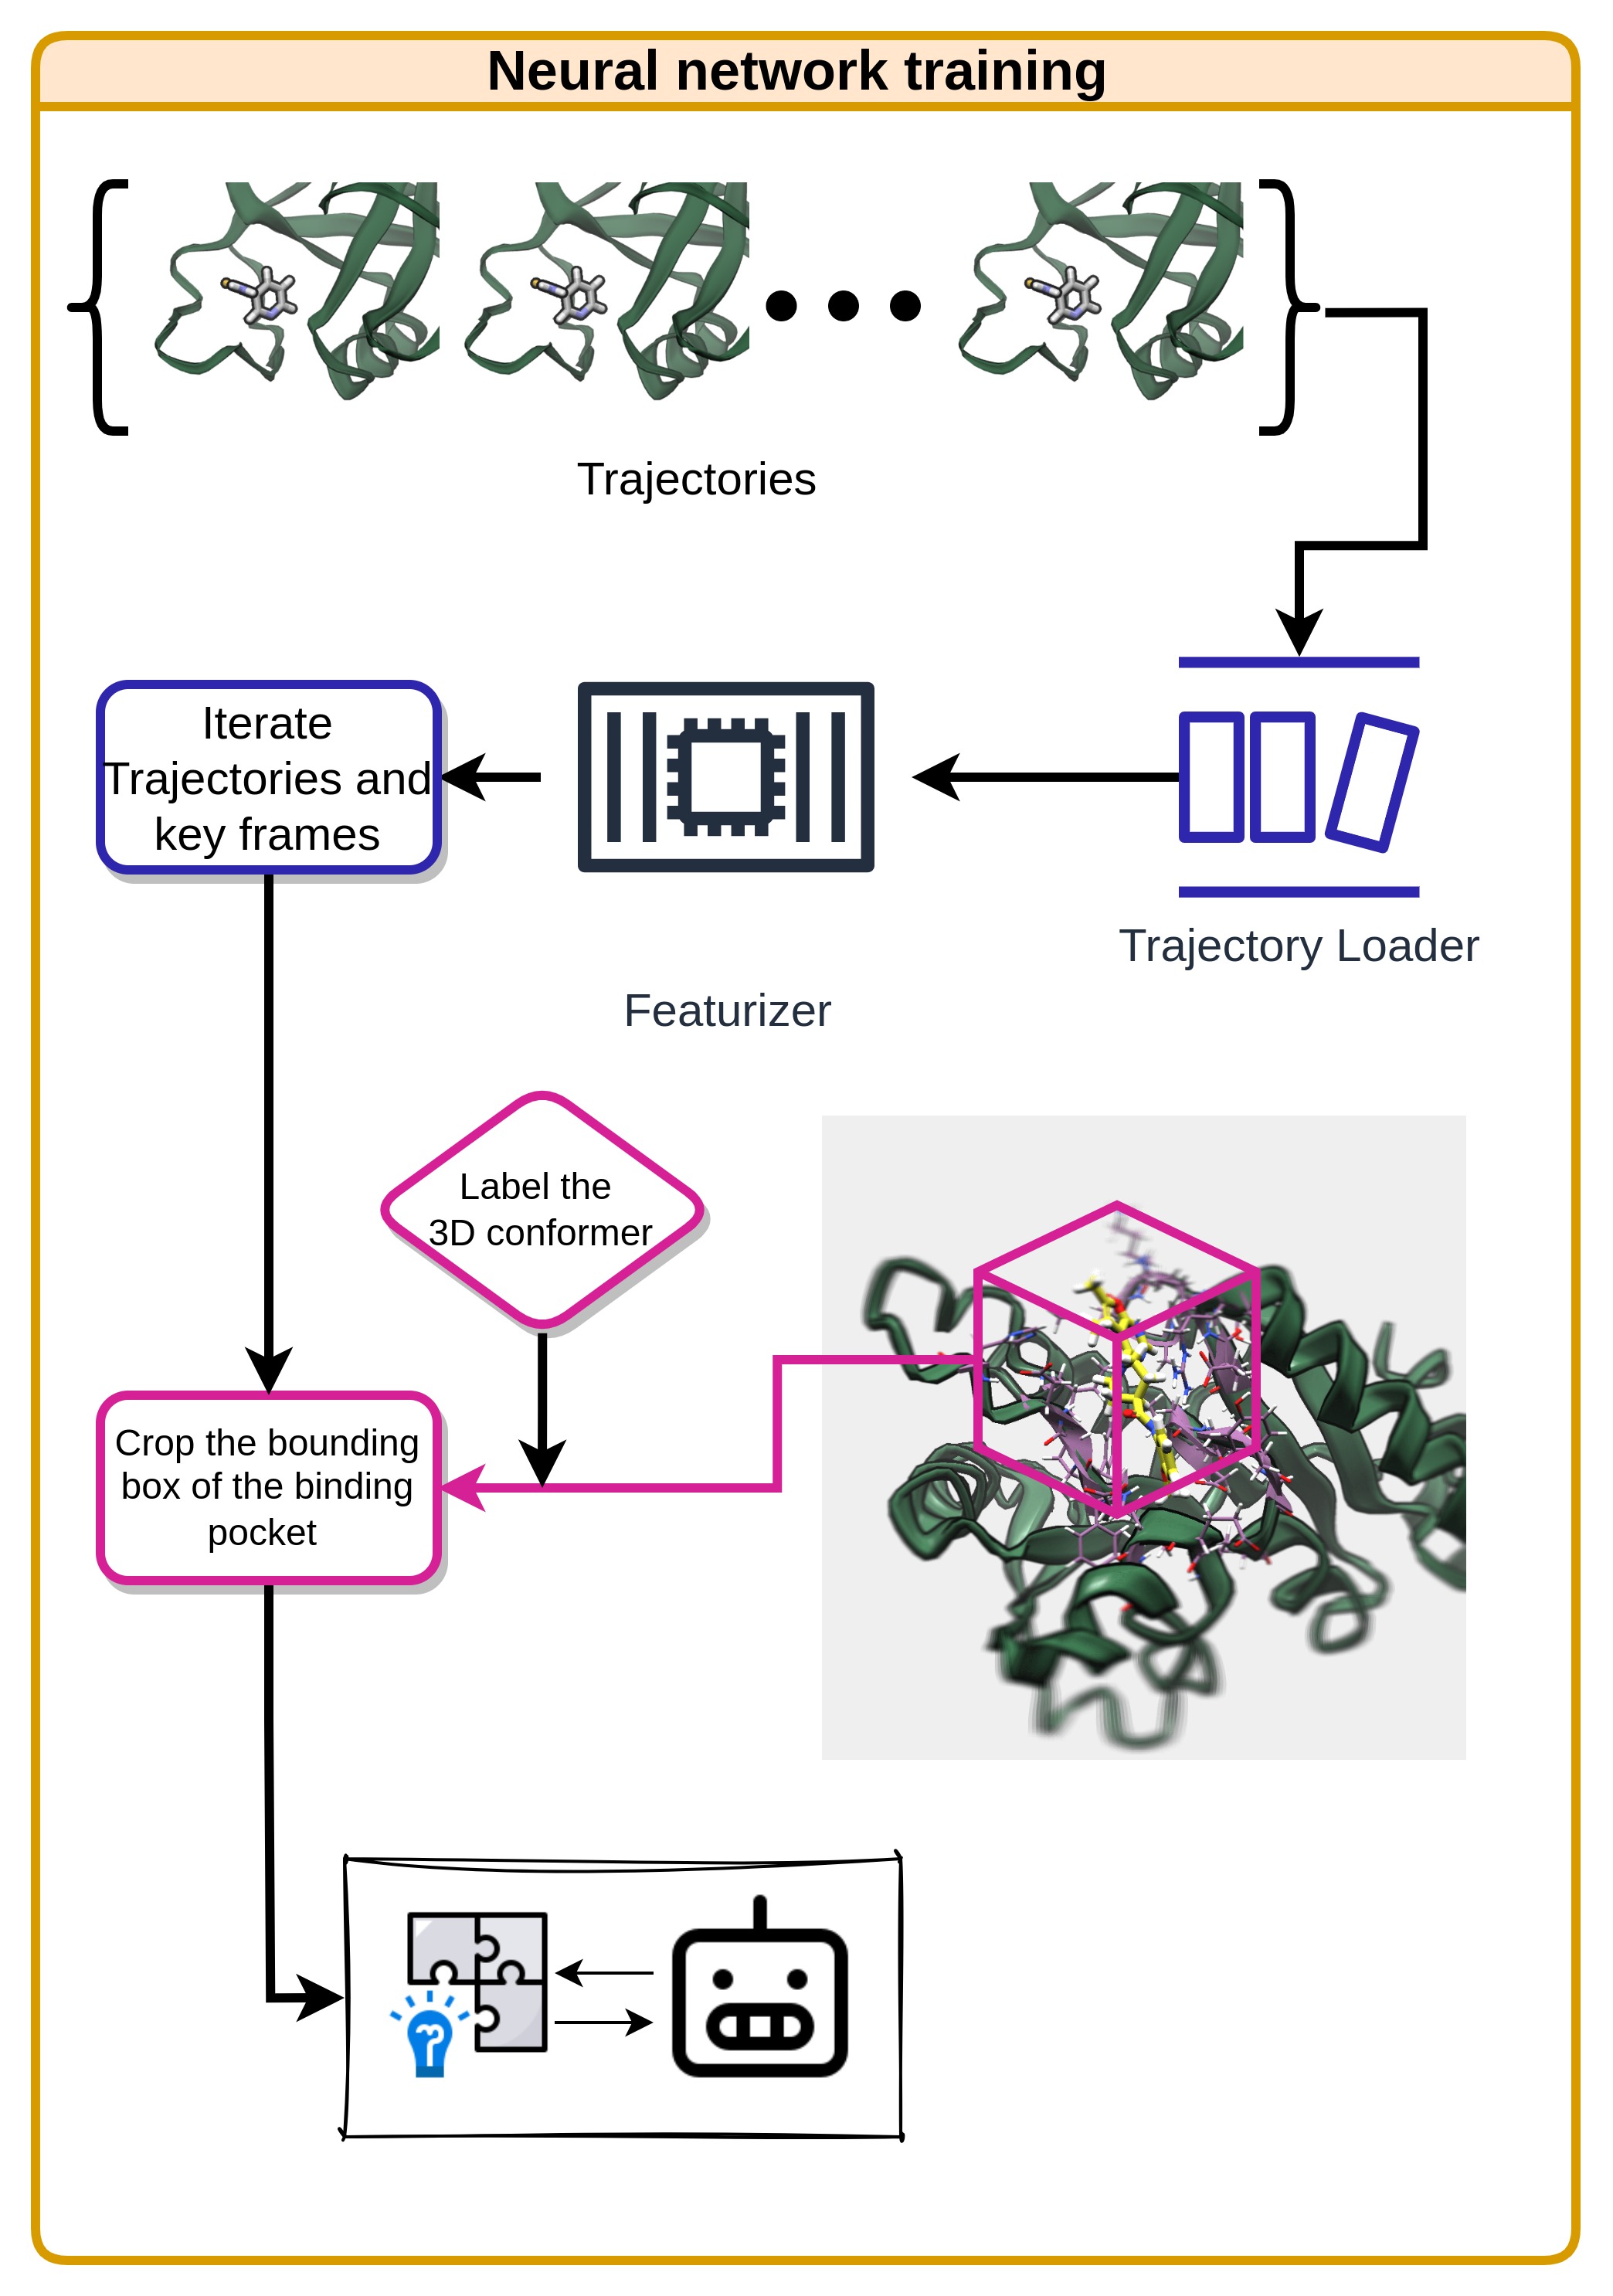 Neural network training
Trajectories
Iterate
Trajectories and
key frames
Trajectory Loader
Featurizer
Label the
3D conformer
Crop the bounding
box of the binding
pocket